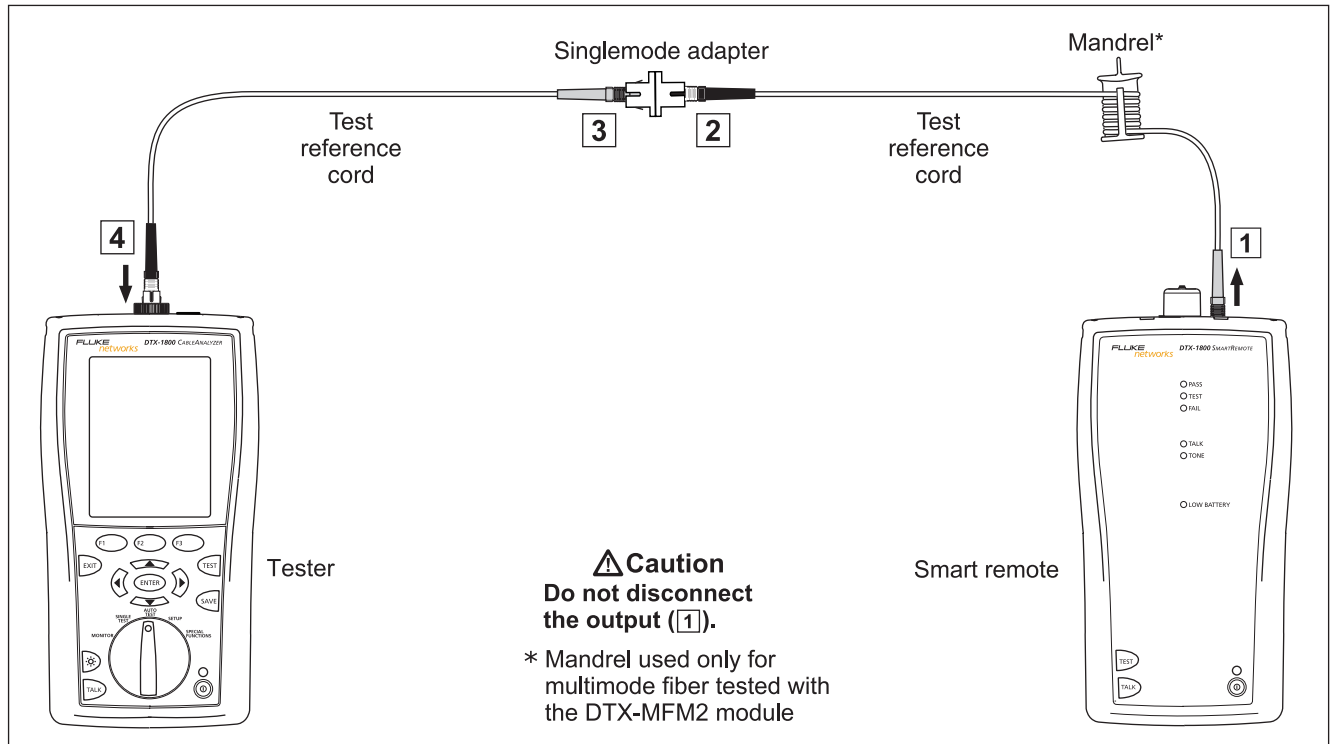 Singlemode adapter
Mandrel*
3
2
Test
reference
cord
Test
reference
cord
4
1
FLUKE
networks
DTX-1800 CABLEANALYZER
FLUKE
networks
DTX-1800 SMARTREMOTE
PASS
TEST
FAIL
TALK
TONE
LOW BATTERY
F1
F2
F3
EXIT
TEST
ENTER
SAVE
MONITOR
SINGLE
TEST
AUTO
TEST
SETUP
SPECIAL
FUNCTIONS
TALK
Tester
Smart remote
TEST
TALK
⚠Caution
Do not disconnect
the output (1).
* Mandrel used only for
multimode fiber tested with
the DTX-MFM2 module